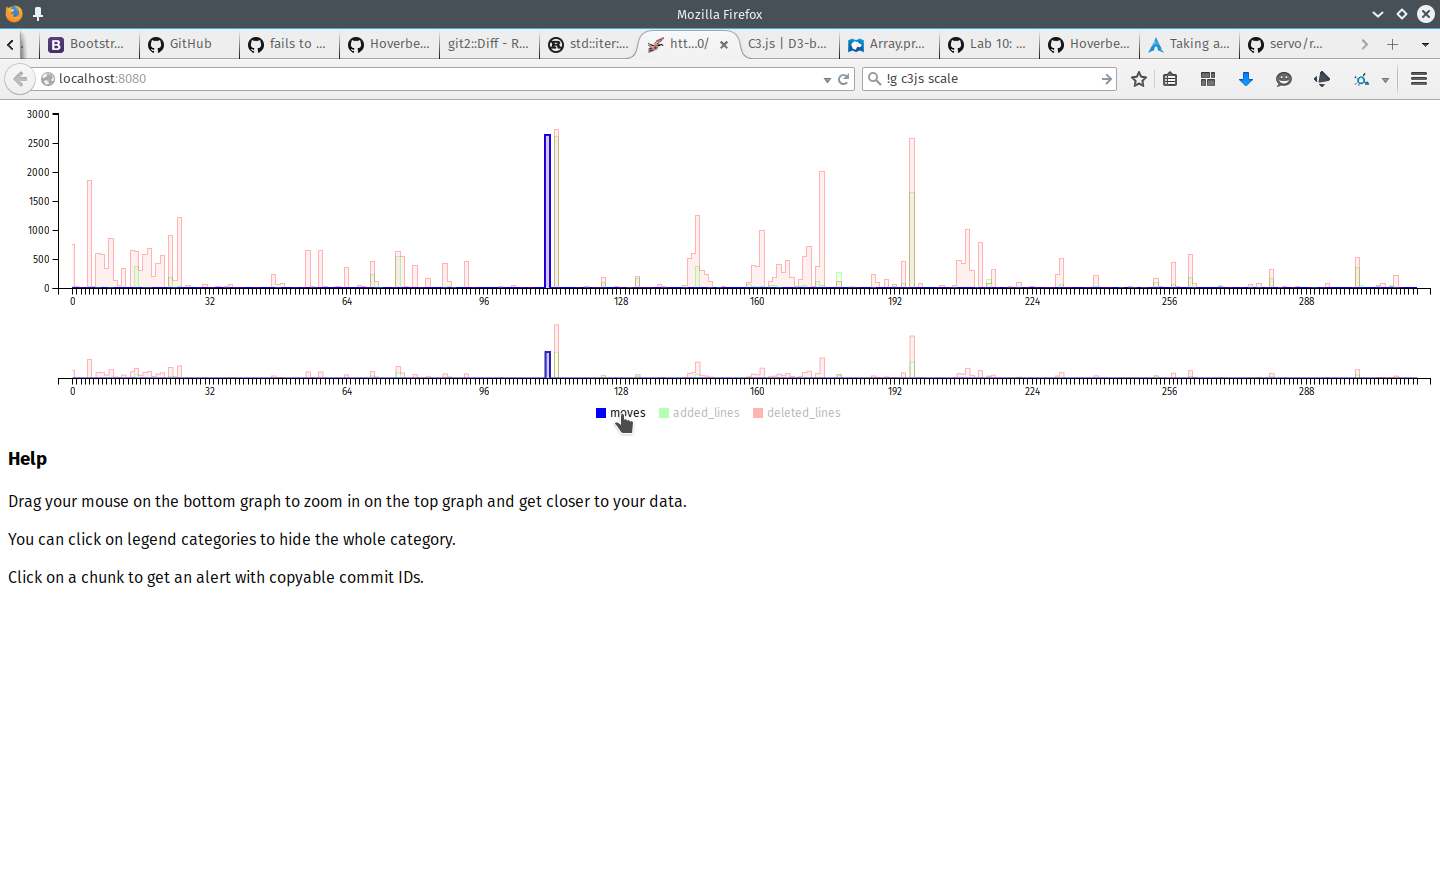 Mozilla Firefox
Bootstr... GitHub fails to ... Hoverbe... git2::Diff - R... std::iter:... htt...0/ C3.js | D3-b... Array.pr... Lab 10: ... Hoverbe... Taking a... servo/r...
localhost:8080 !g c3js scale
3000
2500
2000
1500
1000
500
0
0 32 64 96 128 160 192 224 256 288
0 32 64 96 128 160 192 224 256 288
moves added_lines deleted_lines
Help
Drag your mouse on the bottom graph to zoom in on the top graph and get closer to your data.
You can click on legend categories to hide the whole category.
Click on a chunk to get an alert with copyable commit IDs.